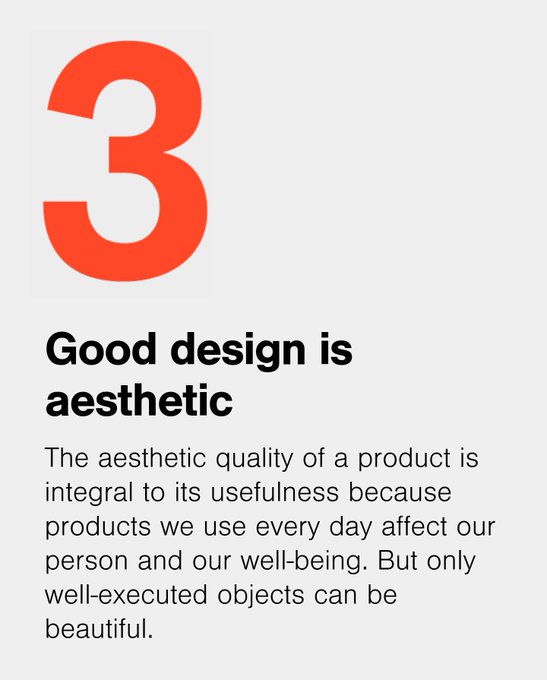 3
Good design is
aesthetic
The aesthetic quality of a product is
integral to its usefulness because
products we use every day affect our
person and our well-being. But only
well-executed objects can be
beautiful.